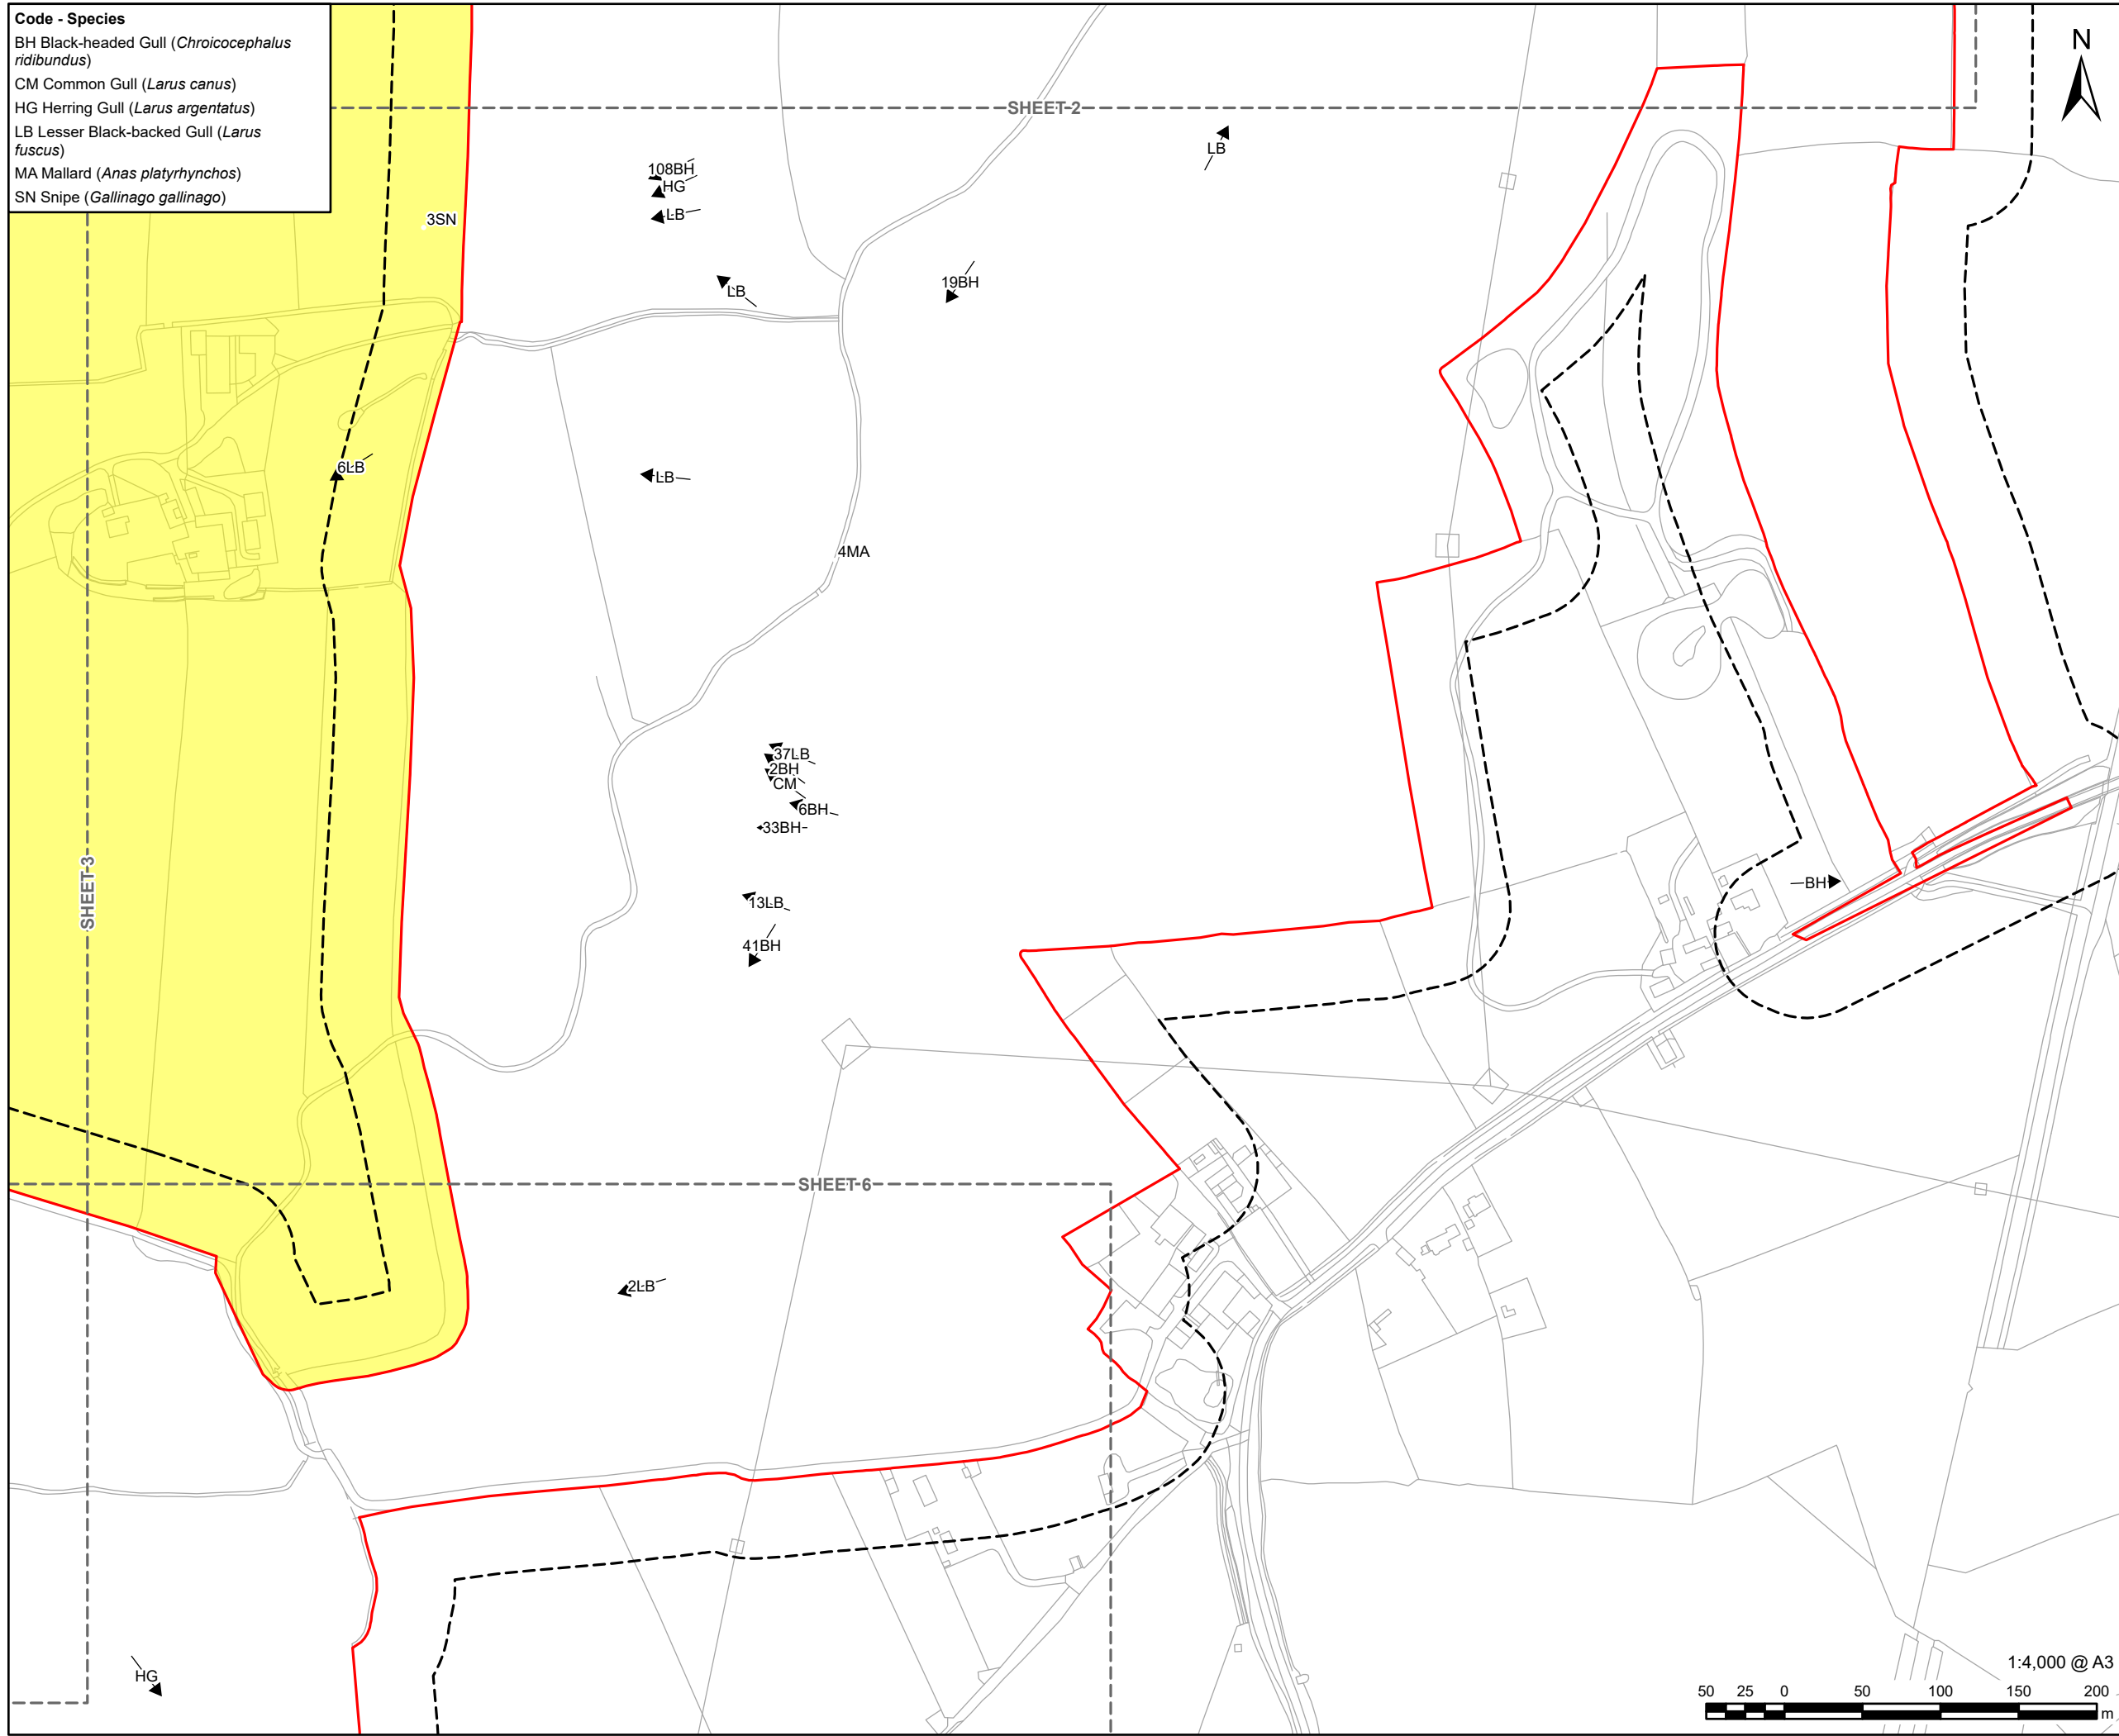 Code - Species
BH Black-headed Gull (Chroicocephalus
ridibundus)
CM Common Gull (Larus canus)
HG Herring Gull (Larus argentatus)
LB Lesser Black-backed Gull (Larus
fuscus)
MA Mallard (Anas platyrhynchos)
SN Snipe (Gallinago gallinago)
N
SHEET 2
LB
108BH
HG
LB
3SN
LB
19BH
6LB
LB
4MA
37LB
2BH
CM
6BH
33BH
SHEET 3
BH
13LB
41BH
SHEET 6
2LB
HG
1:4,000 @ A3
50 25 0 50 100 150 200
m